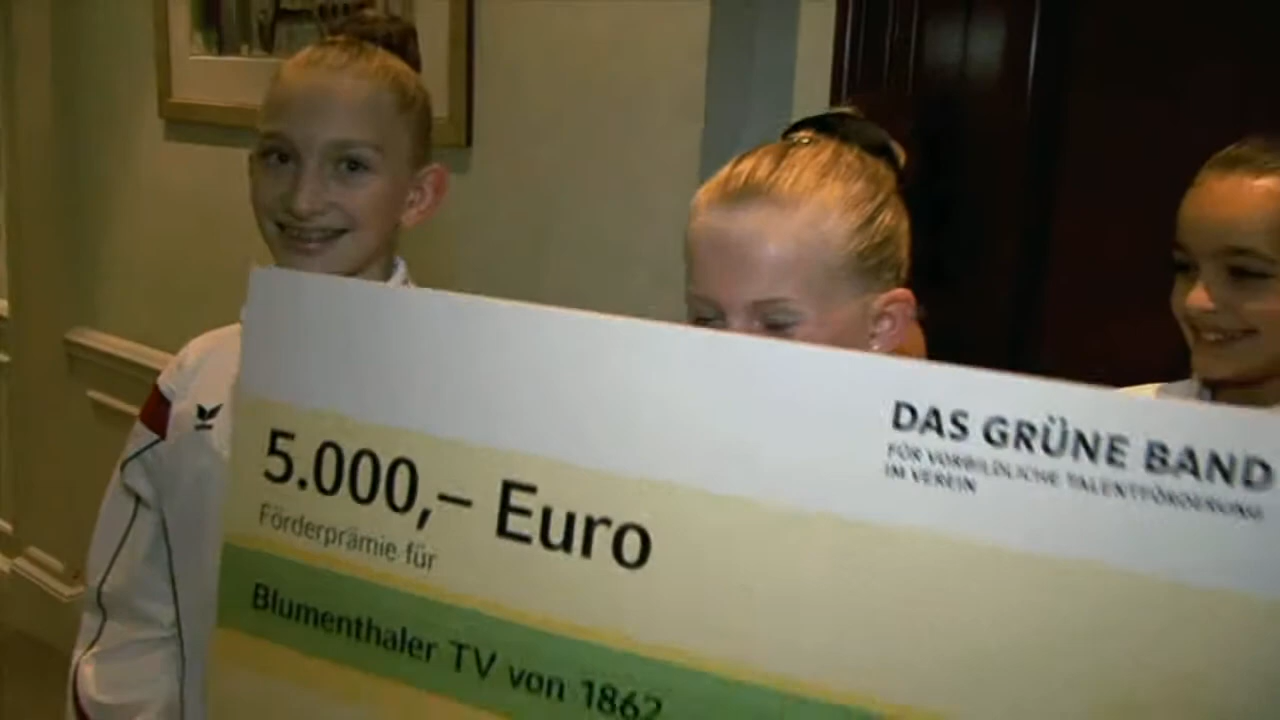 DAS GRÜNE BAND
FÜR VORBILDLICHE TALENTFÖRDERUNG
IM VEREIN
5.000,– Euro
Förderprämie für
Blumenthaler TV von 1862